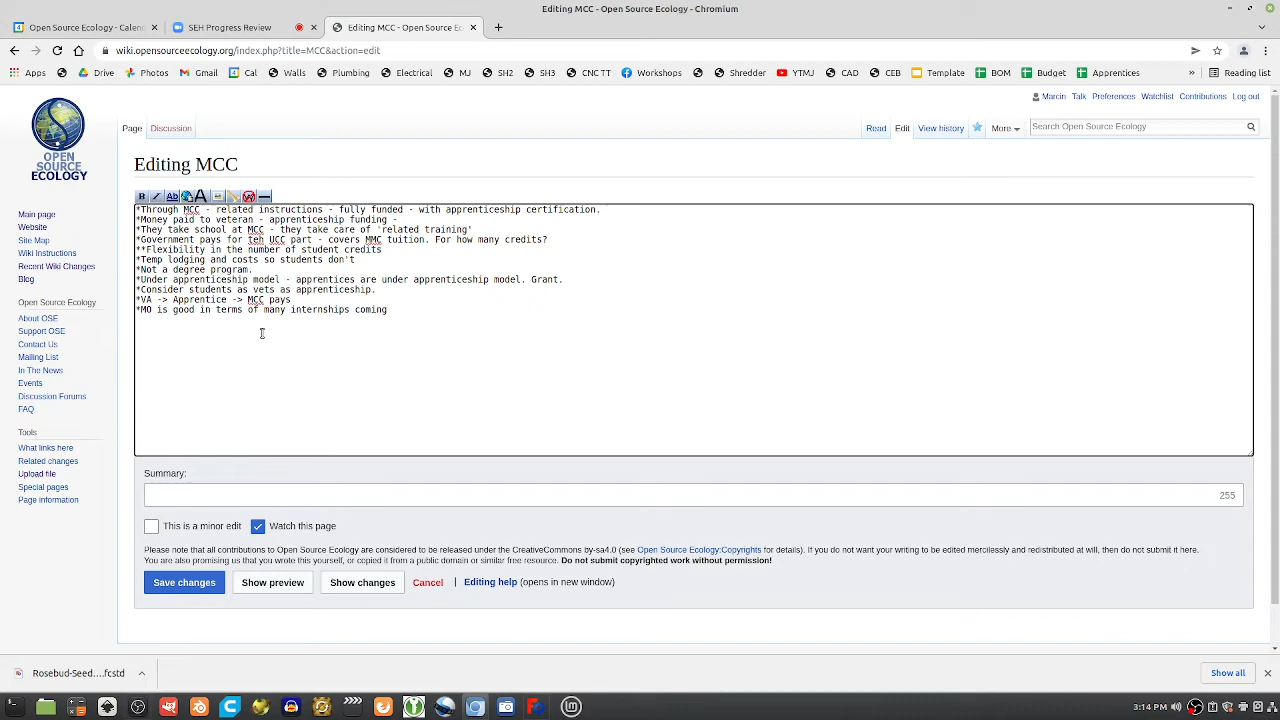 Editing MCC - Open Source Ecology - Chromium
Open Source Ecology - Calen
SEH Progress Review
Editing MCC - Open Source Ec
wiki.opensourceecology.org/index.php?title=MCC&action=edit
Apps Drive Photos Gmail Cal Walls Plumbing Electrical MJ SH2 SH3 CNC TT Workshops Shredder YTMJ CAD CEB Template BOM Budget Apprentices » Reading list
Marcin Talk Preferences Watchlist Contributions Log out
Page Discussion Read Edit View history More Search Open Source Ecology
OPEN
SOURCE
ECOLOGY
Editing MCC
B Ab A
*Through MCC - related instructions - fully funded - with apprenticeship certification.
*Money paid to veteran - apprenticeship funding -
*They take school at MCC - they take care of 'related training'
*Government pays for teh UCC part - covers MMC tuition. For how many credits?
**Flexibility in the number of student credits
*Temp lodging and costs so students don't
*Not a degree program.
*Under apprenticeship model - apprentices are under apprenticeship model. Grant.
*Consider students as vets as apprenticeship.
*VA -> Apprentice -> MCC pays
*MO is good in terms of many internships coming
Main page
Website
Site Map
Wiki Instructions
Recent Wiki Changes
Blog
Open Source Ecology
About OSE
Support OSE
Contact Us
Mailing List
In The News
Events
Discussion Forums
FAQ
Tools
What links here
Related changes
Upload file
Special pages
Page information
Summary:
255
This is a minor edit Watch this page
Please note that all contributions to Open Source Ecology are considered to be released under the CreativeCommons by-sa4.0 (see Open Source Ecology:Copyrights for details). If you do not want your writing to be edited mercilessly and redistributed at will, then do not submit it here.
You are also promising us that you wrote this yourself, or copied it from a public domain or similar free resource. Do not submit copyrighted work without permission!
Save changes Show preview Show changes Cancel | Editing help (opens in new window)
Rosebud-Seed....fcstd
Show all
3:14 PM